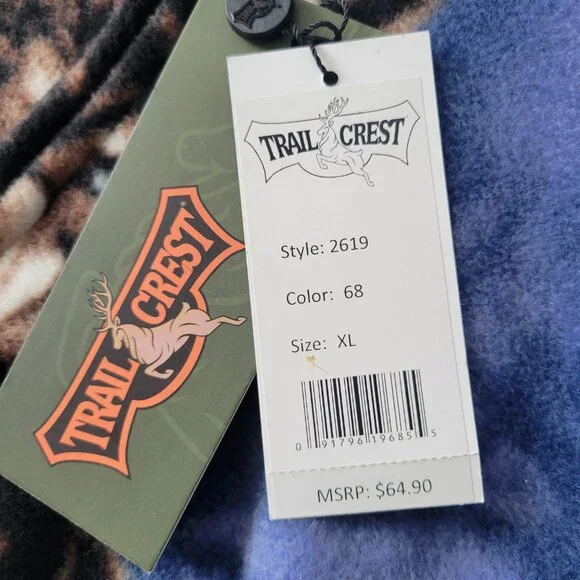 TRAIL CREST
Style: 2619
Color: 68
Size: XL
0 91796 19685 5
MSRP: $64.90
TRAIL CREST